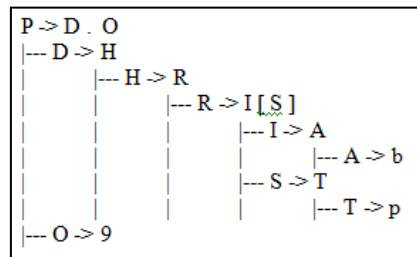 P -> D . O
|--- D -> H
|        |--- H -> R
|        |        |--- R -> I [ S ]
|        |        |        |--- I -> A
|        |        |        |        |--- A -> b
|        |        |        |--- S -> T
|        |        |        |        |--- T -> p
|--- O -> 9